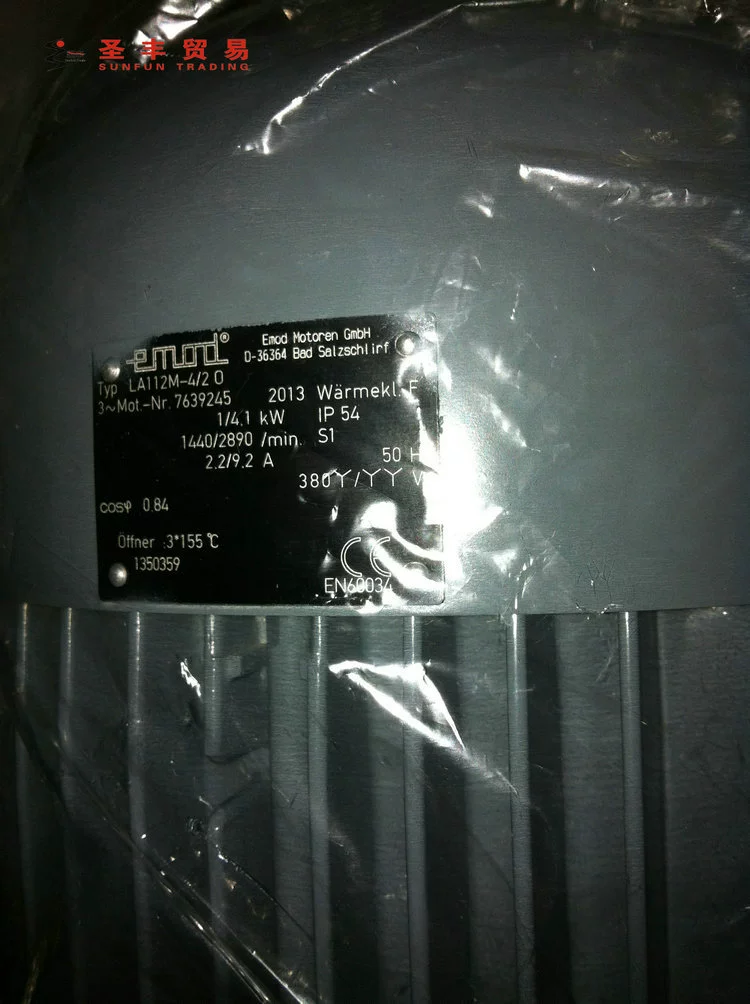 圣丰贸易
SUNFUN TRADING
emod®
Emod Motoren GmbH
D-36364 Bad Salzschlirf
Typ LA112M-4/2 O
3~Mot.-Nr. 7639245 2013 Wärmekl. F
1/4.1 kW IP 54
1440/2890 /min. S1
2.2/9.2 A 50 H
380Y/YY V
cosφ 0.84
Öffner :3*155 °C
1350359
CE
EN60034